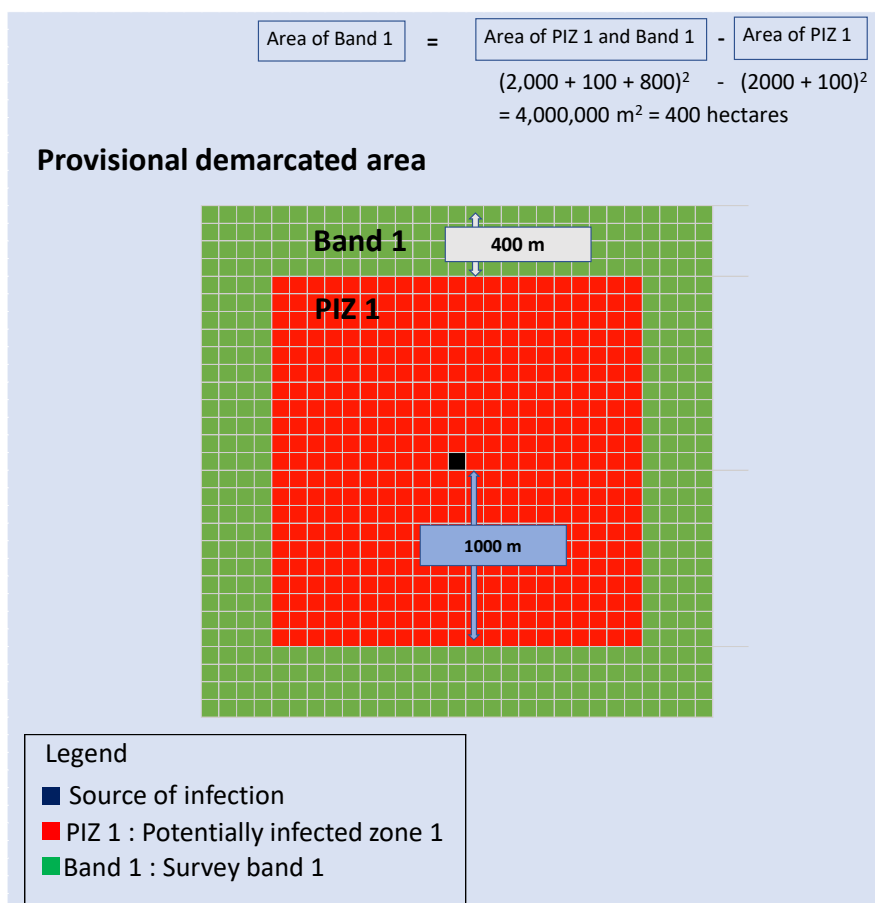 Area of Band 1 = Area of PIZ 1 and Band 1 - Area of PIZ 1
(2,000 + 100 + 800)² - (2000 + 100)²
= 4,000,000 m² = 400 hectares
Provisional demarcated area
Band 1
400 m
PIZ 1
1000 m
Legend
Source of infection
PIZ 1 : Potentially infected zone 1
Band 1 : Survey band 1